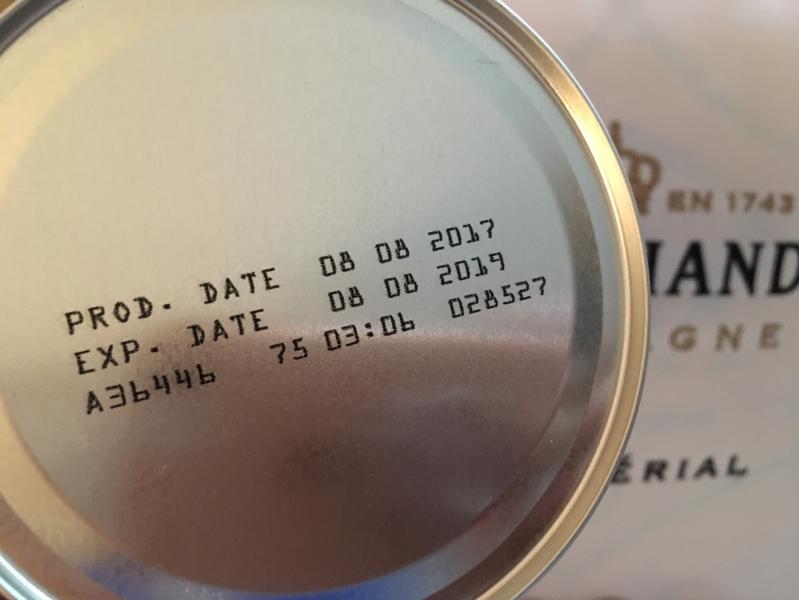 PROD. DATE 08 08 2017
EXP. DATE 08 08 2019
A36446 75 03:06 028527
EN 1743
IAND
GNE
ÉRIAL